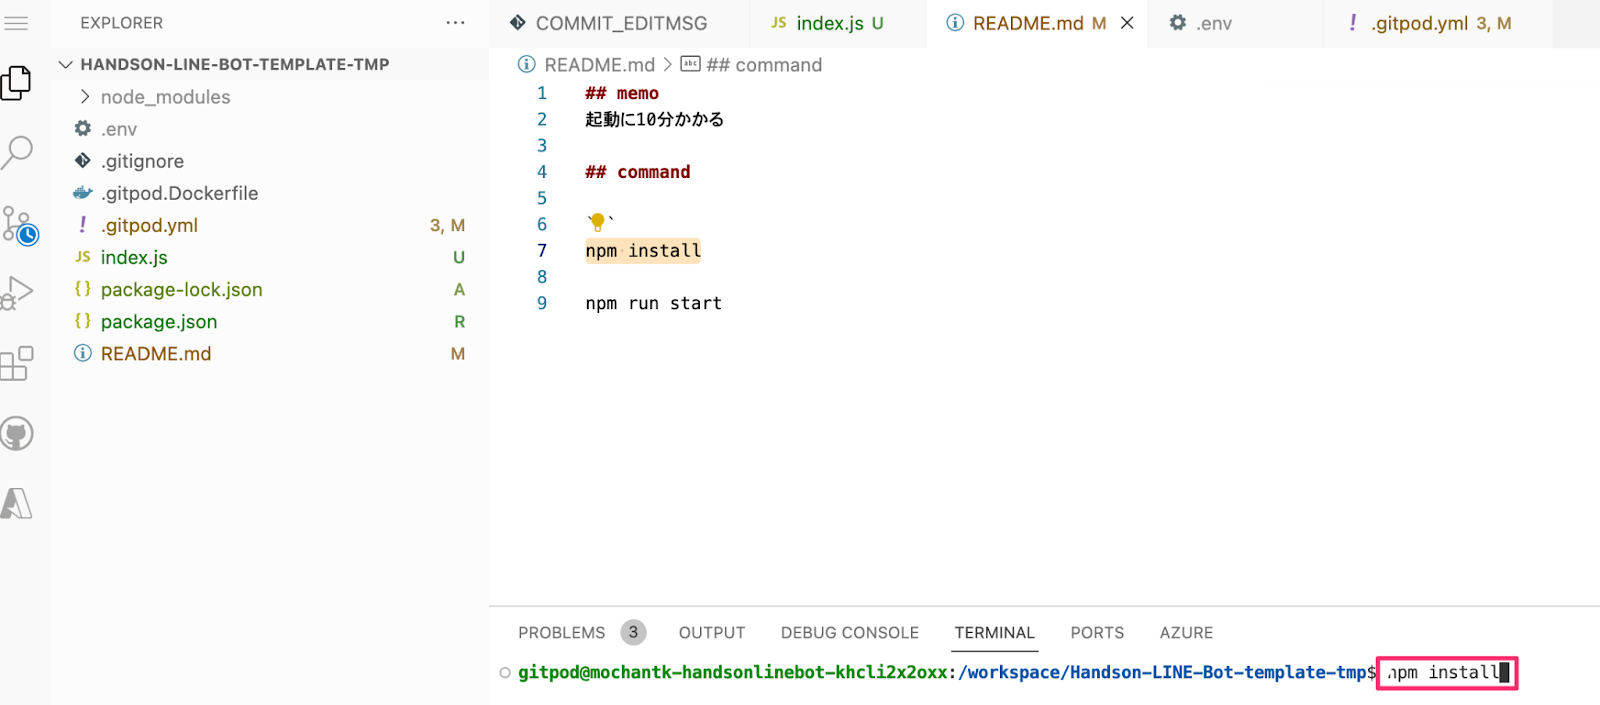 EXPLORER ...
HANDSON-LINE-BOT-TEMPLATE-TMP
node_modules
.env
.gitignore
.gitpod.Dockerfile
! .gitpod.yml 3, M
JS index.js U
{} package-lock.json A
{} package.json R
README.md M
COMMIT_EDITMSG JS index.js U README.md M .env ! .gitpod.yml 3, M
README.md > abc ## command
1 ## memo
2 起動に10分かかる
3
4 ## command
5
6 ` `
7 npm install
8
9 npm run start
PROBLEMS 3 OUTPUT DEBUG CONSOLE TERMINAL PORTS AZURE
gitpod@mochantk-handsonlinebot-khcli2x2oxx:/workspace/Handson-LINE-Bot-template-tmp$ npm install